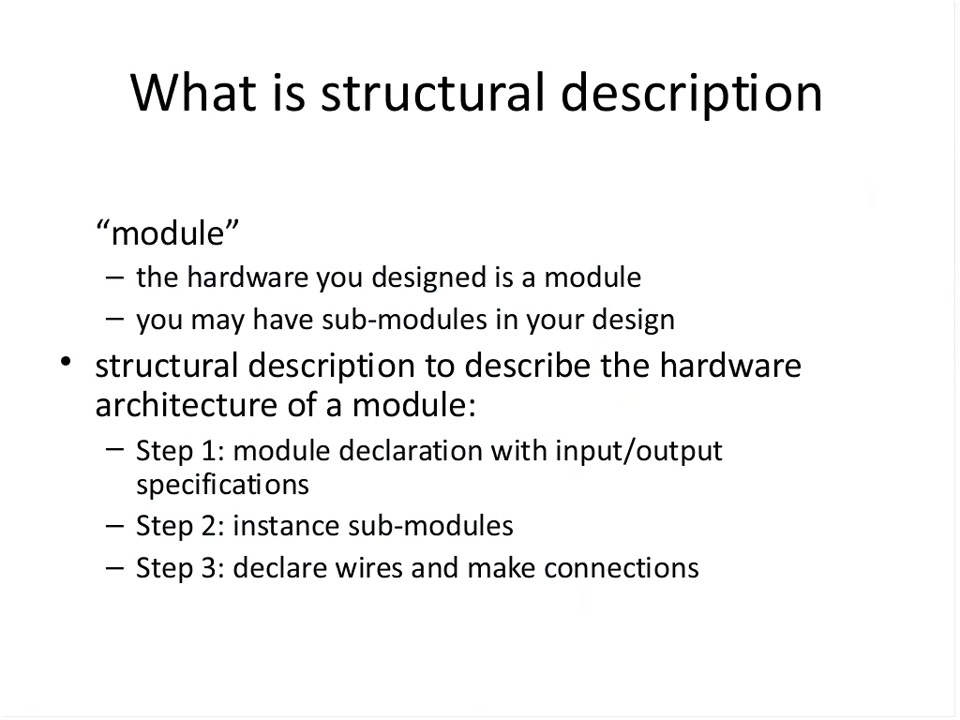 What is structural description
“module”
– the hardware you designed is a module
– you may have sub-modules in your design
• structural description to describe the hardware
architecture of a module:
– Step 1: module declaration with input/output
specifications
– Step 2: instance sub-modules
– Step 3: declare wires and make connections